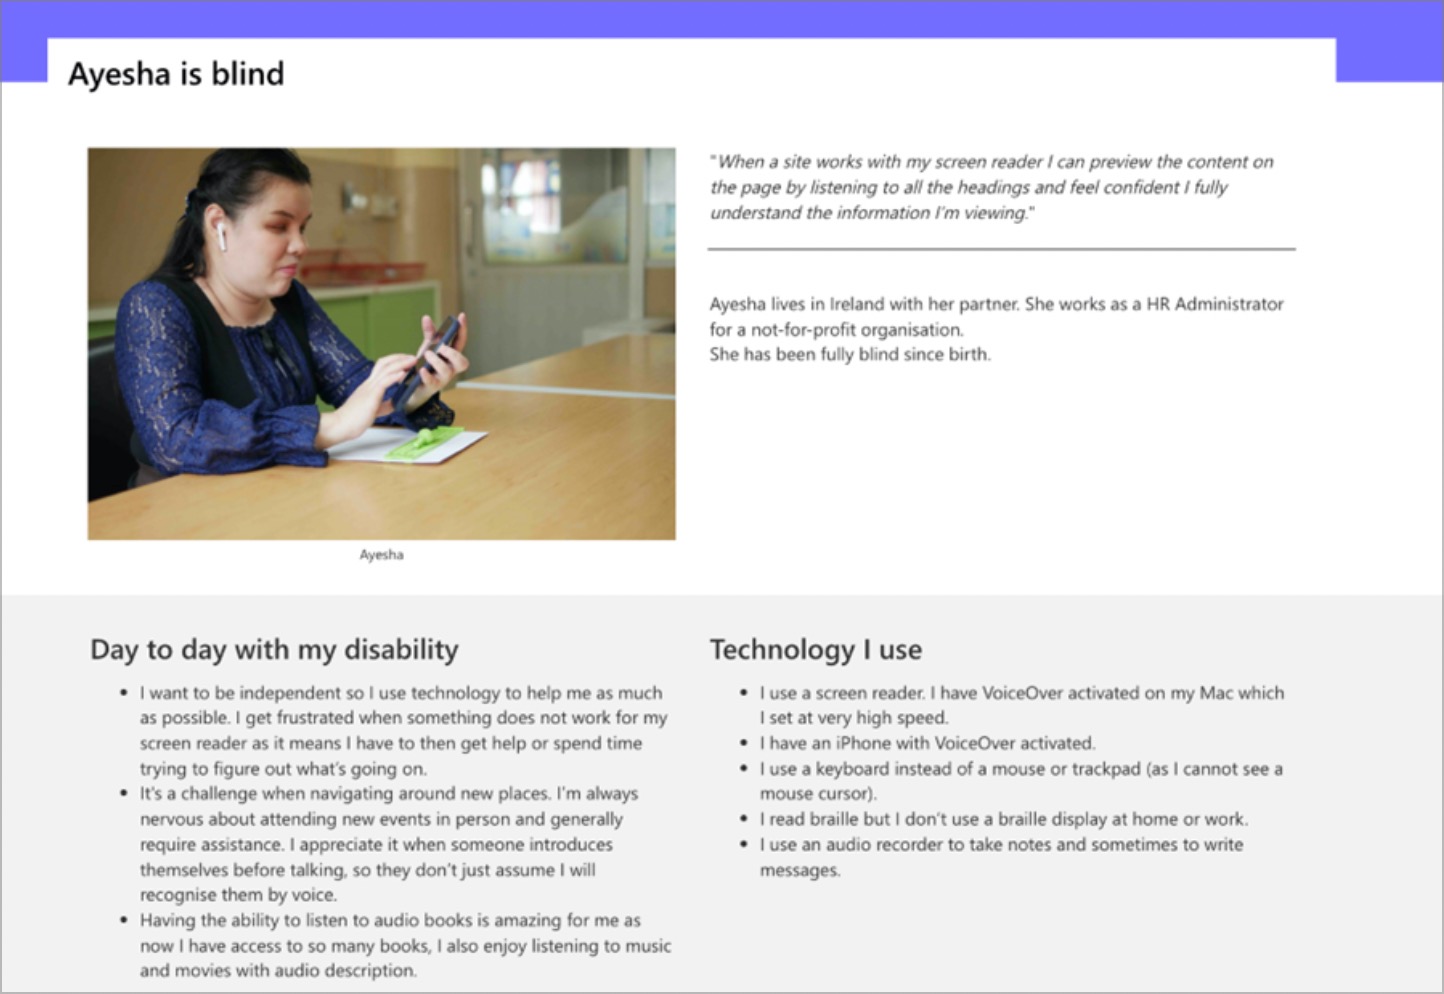 Ayesha is blind
"When a site works with my screen reader I can preview the content on
the page by listening to all the headings and feel confident I fully
understand the information I'm viewing."
Ayesha lives in Ireland with her partner. She works as a HR Administrator
for a not-for-profit organisation.
She has been fully blind since birth.
Ayesha
Day to day with my disability
• I want to be independent so I use technology to help me as much
as possible. I get frustrated when something does not work for my
screen reader as it means I have to then get help or spend time
trying to figure out what's going on.
• It's a challenge when navigating around new places. I'm always
nervous about attending new events in person and generally
require assistance. I appreciate it when someone introduces
themselves before talking, so they don't just assume I will
recognise them by voice.
• Having the ability to listen to audio books is amazing for me as
now I have access to so many books, I also enjoy listening to music
and movies with audio description.
Technology I use
• I use a screen reader. I have VoiceOver activated on my Mac which
I set at very high speed.
• I have an iPhone with VoiceOver activated.
• I use a keyboard instead of a mouse or trackpad (as I cannot see a
mouse cursor).
• I read braille but I don't use a braille display at home or work.
• I use an audio recorder to take notes and sometimes to write
messages.